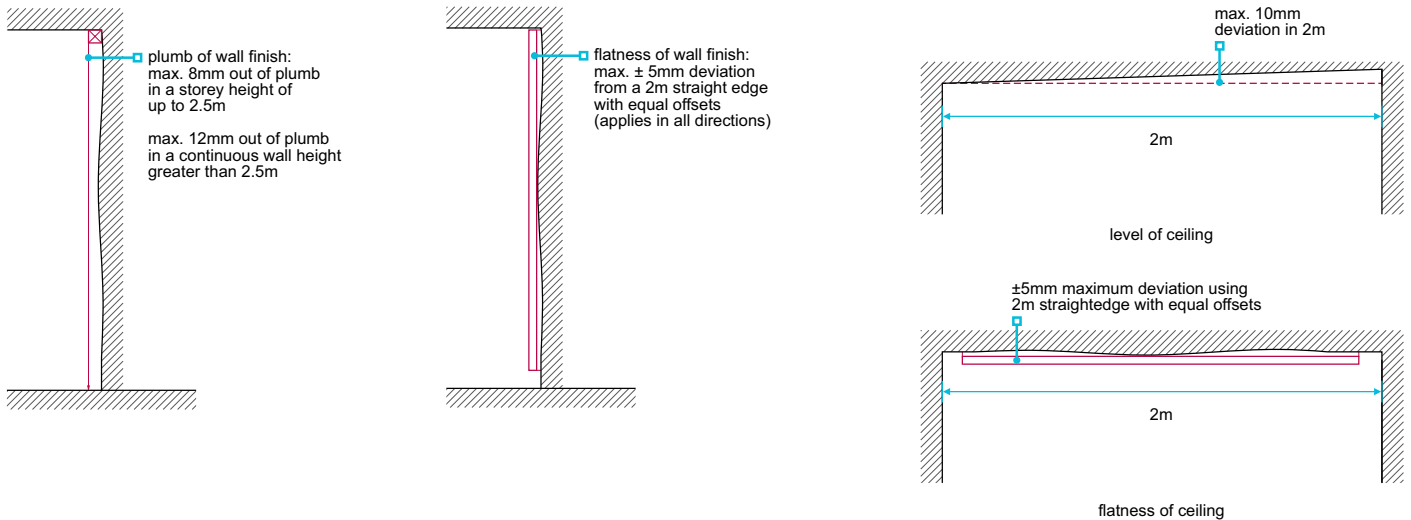 plumb of wall finish:
max. 8mm out of plumb
in a storey height of
up to 2.5m
max. 12mm out of plumb
in a continuous wall height
greater than 2.5m
flatness of wall finish:
max. ± 5mm deviation
from a 2m straight edge
with equal offsets
(applies in all directions)
max. 10mm
deviation in 2m
2m
level of ceiling
±5mm maximum deviation using
2m straightedge with equal offsets
2m
flatness of ceiling